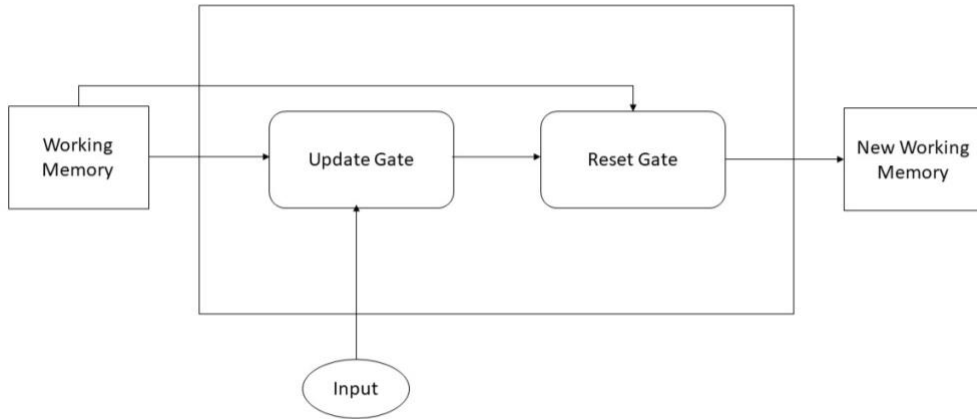 Working
Memory
Update Gate
Reset Gate
New Working
Memory
Input